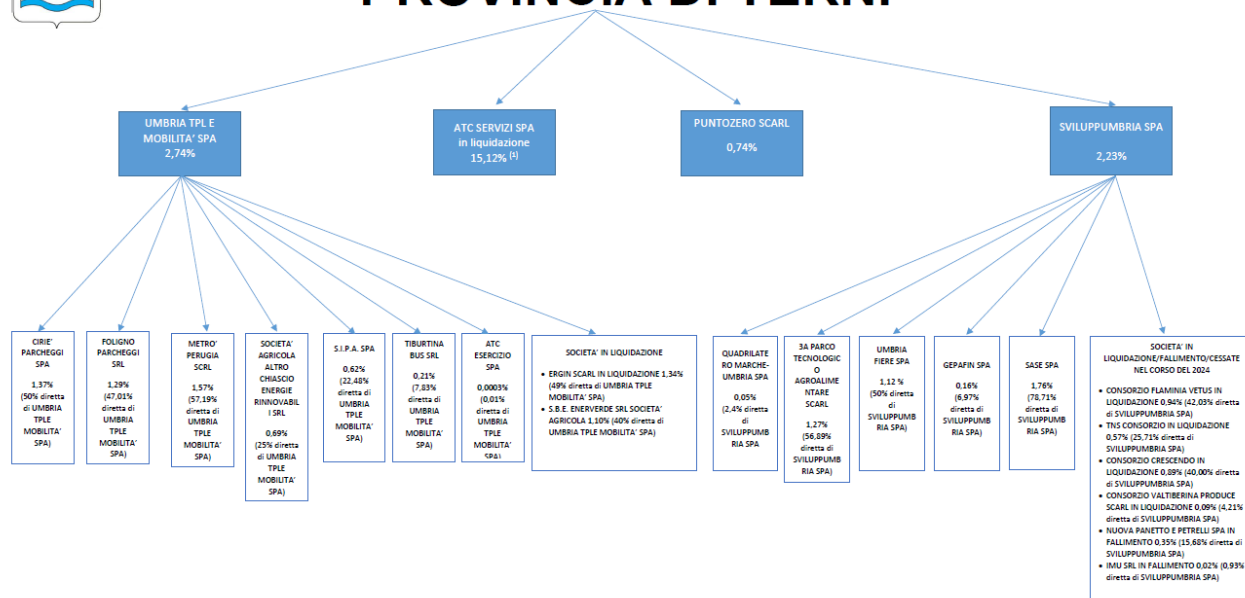 PROVINCIA DI TERNI
UMBRIA TPL E
MOBILITA' SPA
2,74%
ATC SERVIZI SPA
in liquidazione
15,12% [1]
PUNTOZERO SCARL
0,74%
SVILUPPUMBRIA SPA
2,23%
CIRIE'
PARCHEGGI
SPA
1,37%
(50% diretta
di UMBRIA
TPLE
MOBILITA'
SPA)
FOLIGNO
PARCHEGGI
SRL
1,29%
(47,01%
diretta di
UMBRIA
TPLE
MOBILITA'
SPA)
METRO'
PERUGIA
SCRL
1,57%
(57,19%
diretta di
UMBRIA
TPLE
MOBILITA'
SPA)
SOCIETA'
AGRICOLA
ALTRO
CHIASCIO
ENERGIE
RINNOVABIL
I SRL
0,69%
(25% diretta
di UMBRIA
TPLE
MOBILITA'
SPA)
S.I.P.A. SPA
0,62%
(22,48%
diretta di
UMBRIA
TPLE
MOBILITA'
SPA)
TIBURTINA
BUS SRL
0,21%
(7,83%
diretta di
UMBRIA
TPLE
MOBILITA'
SPA)
ATC
ESERCIZIO
SPA
0,0003%
(0,01%
diretta di
UMBRIA
TPLE
MOBILITA'
SPA)
SOCIETA' IN LIQUIDAZIONE
• ERGIN SCARL IN LIQUIDAZIONE 1,34%
(49% diretta di UMBRIA TPLE
MOBILITA' SPA)
• S.B.E. ENERVERDE SRL SOCIETA'
AGRICOLA 1,10% (40% diretta di
UMBRIA TPLE MOBILITA' SPA)
QUADRILATE
RO MARCHE-
UMBRIA SPA
0,05%
(2,4% diretta
di
SVILUPPUMB
RIA SPA
3A PARCO
TECNOLOGIC
O
AGROALIME
NTARE
SCARL
1,27%
(56,89%
diretta di
SVILUPPUMB
RIA SPA)
UMBRIA
FIERE SPA
1,12 %
(50% diretta
di
SVILUPPUMB
RIA SPA)
GEPAFIN SPA
0,16%
(6,97%
diretta di
SVILUPPUMB
RIA SPA)
SASE SPA
1,76%
(78,71%
diretta di
SVILUPPUMB
RIA SPA)
SOCIETA' IN
LIQUIDAZIONE/FALLIMENTO/CESSATE
NEL CORSO DEL 2024
• CONSORZIO FLAMINIA VETUS IN
LIQUIDAZIONE 0,94% (42,03% diretta
di SVILUPPUMBRIA SPA)
• TNS CONSORZIO IN LIQUIDAZIONE
0,57% (25,71% diretta di
SVILUPPUMBRIA SPA)
• CONSORZIO CRESCENDO IN
LIQUIDAZIONE 0,89% (40,00% diretta
di SVILUPPUMBRIA SPA)
• CONSORZIO VALTIBERINA PRODUCE
SCARL IN LIQUIDAZIONE 0,09% (4,21%
diretta di SVILUPPUMBRIA SPA)
• NUOVA PANETTO E PETRELLI SPA IN
FALLIMENTO 0,35% (15,68% diretta di
SVILUPPUMBRIA SPA)
• IMU SRL IN FALLIMENTO 0,02% (0,93%
diretta di SVILUPPUMBRIA SPA)